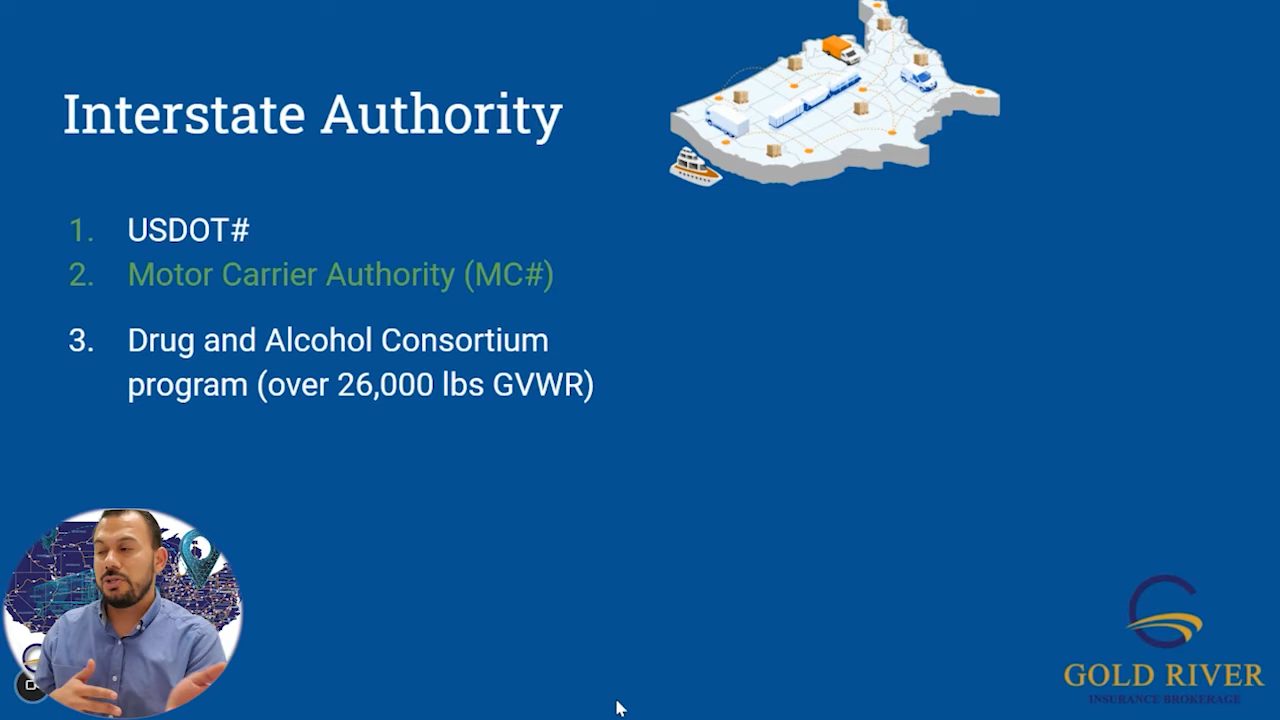 Interstate Authority
1. USDOT#
2. Motor Carrier Authority (MC#)
3. Drug and Alcohol Consortium
program (over 26,000 lbs GVWR)
GOLD RIVER
INSURANCE BROKERAGE